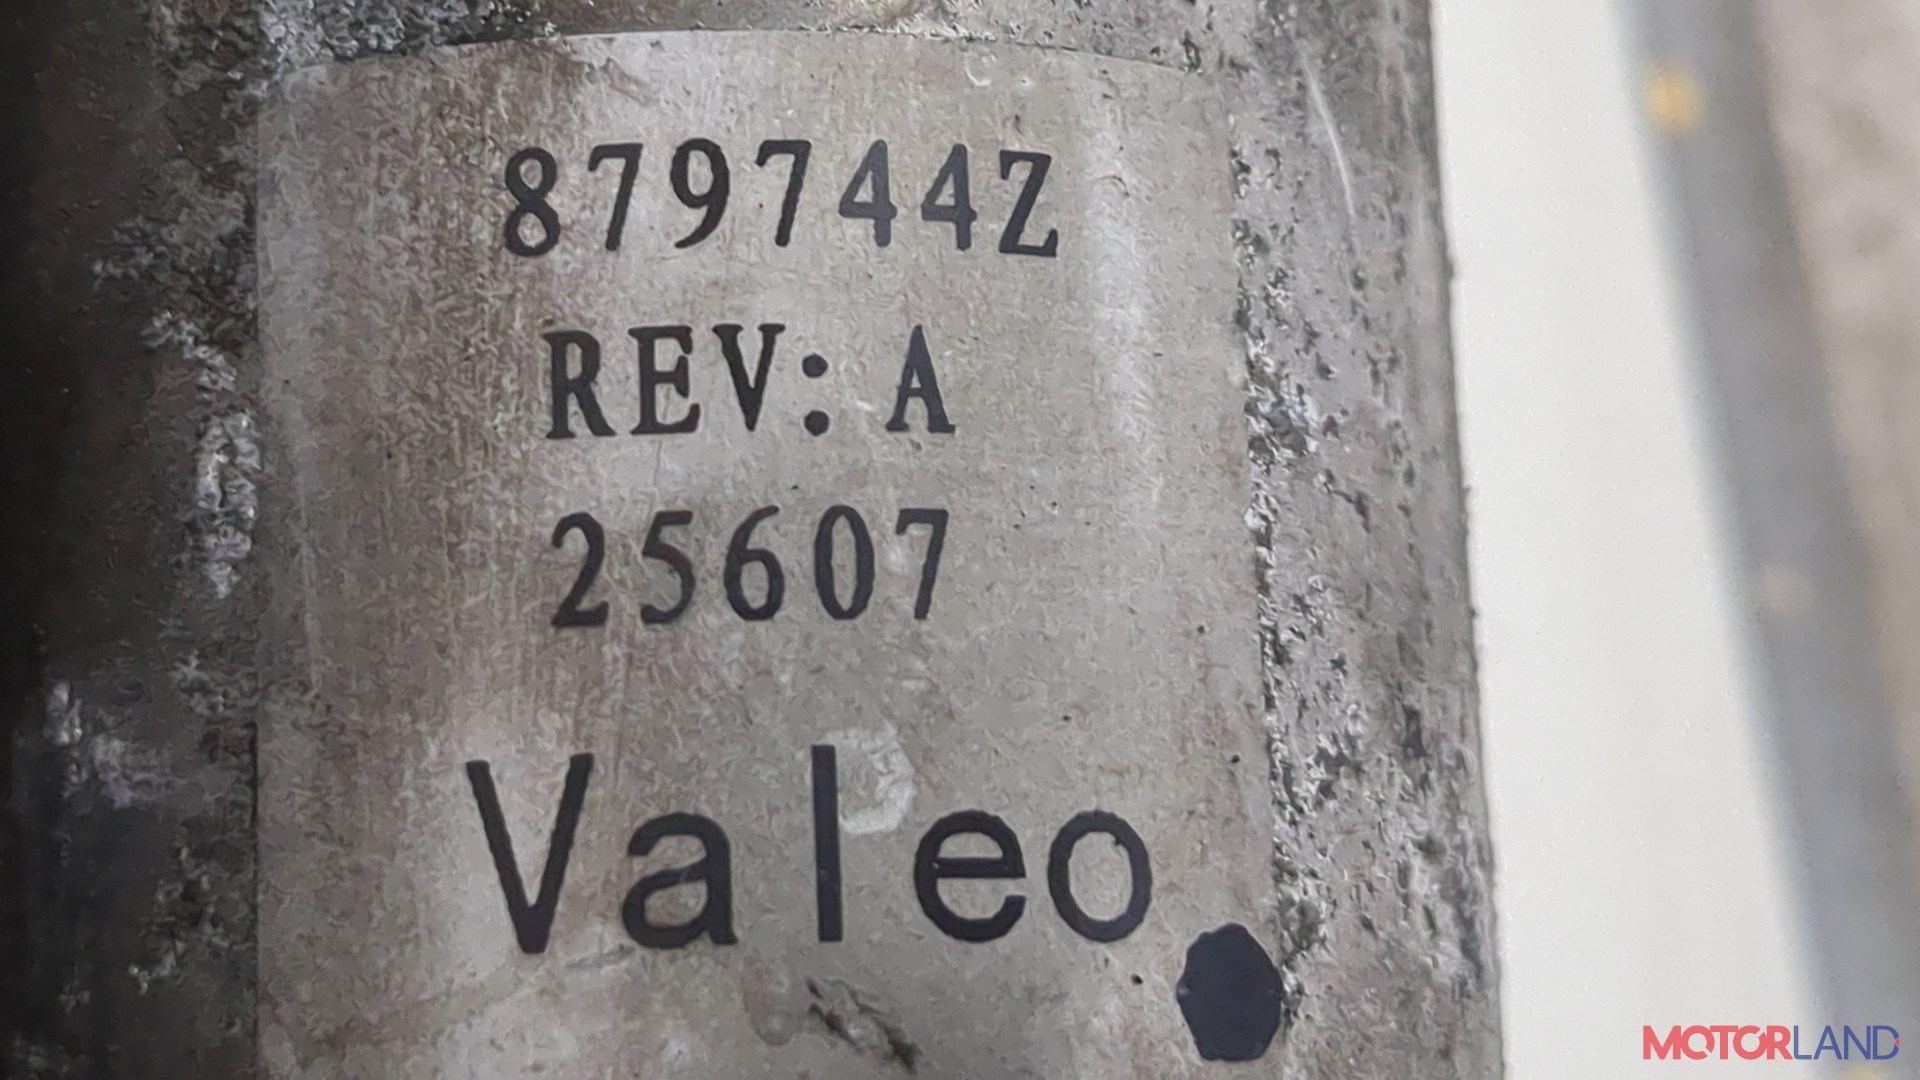 879744Z
REV: A
25607
Valeo
MOTORLAND